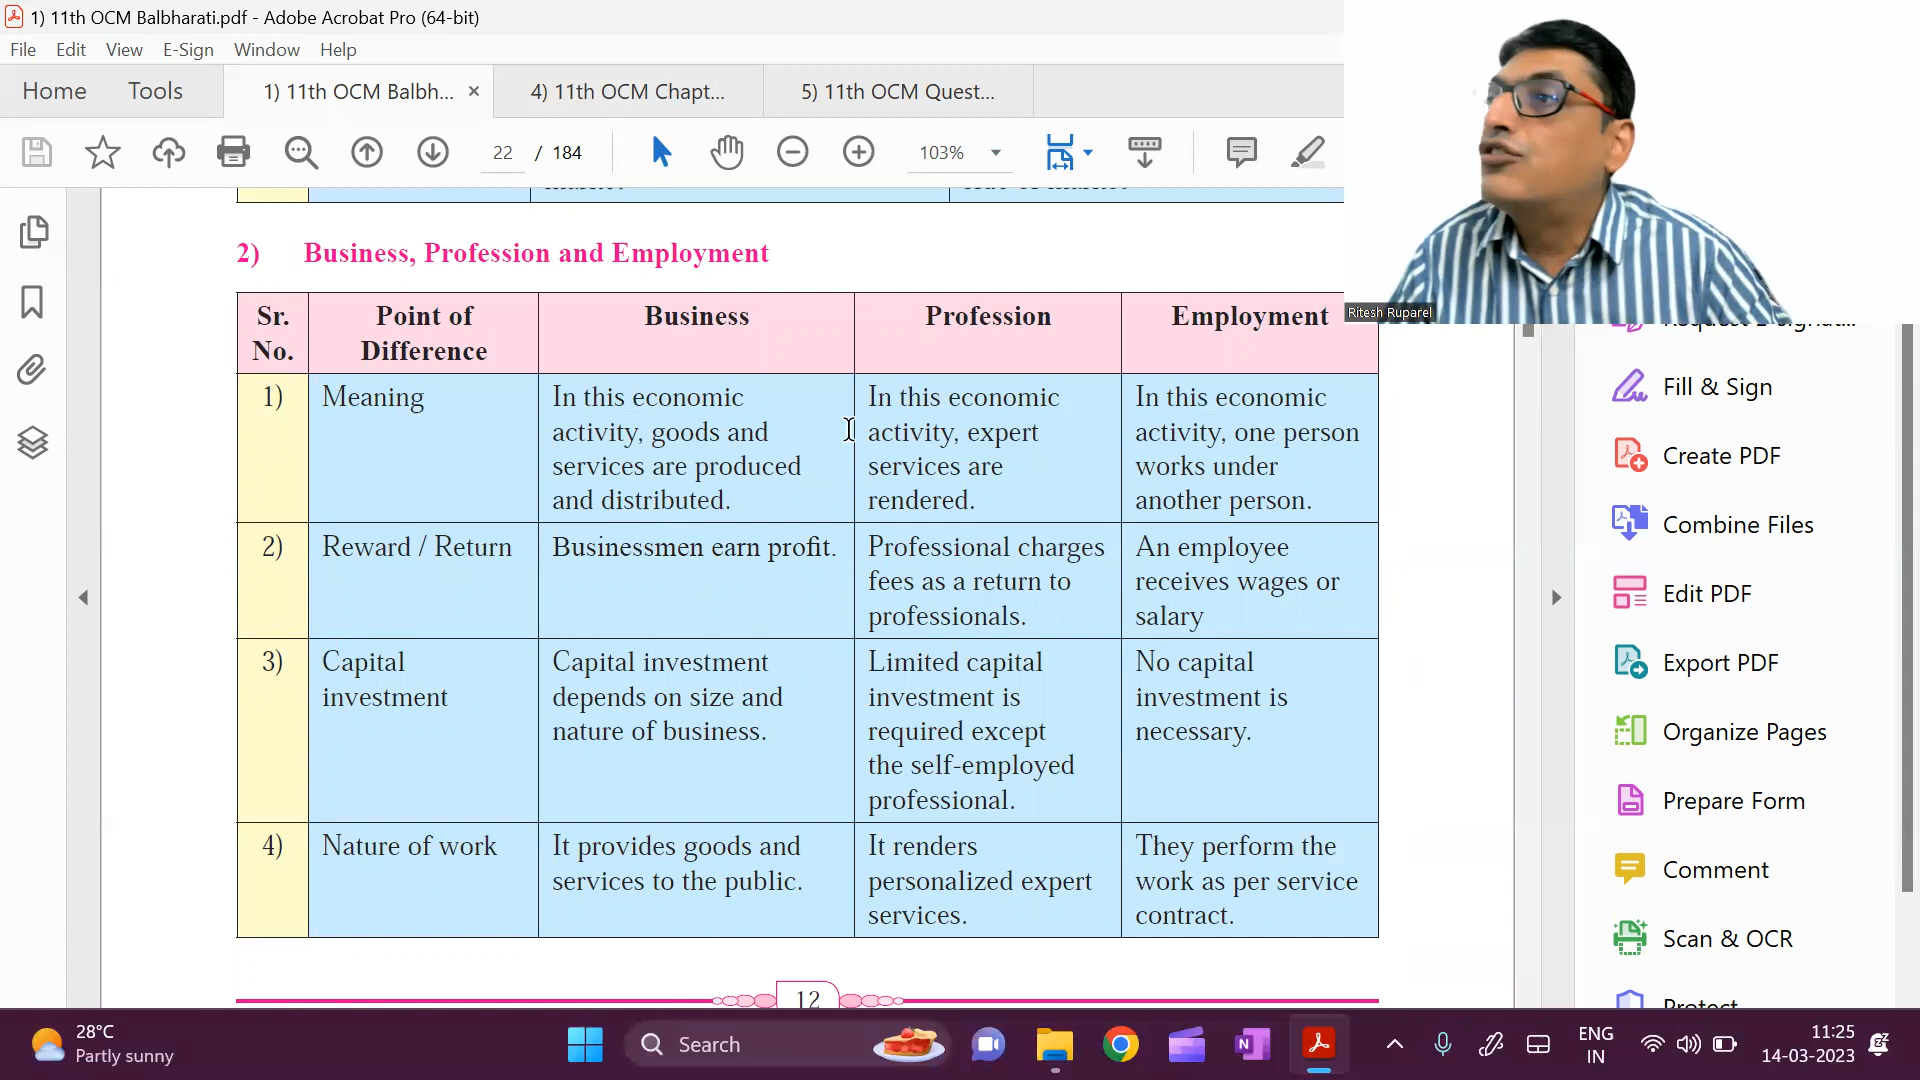 1) 11th OCM Balbharati.pdf - Adobe Acrobat Pro (64-bit)
File Edit View E-Sign Window Help
Home Tools 1) 11th OCM Balbh... × 4) 11th OCM Chapt... 5) 11th OCM Quest...
22 / 184 103%
2) Business, Profession and Employment
Sr. No. Point of Difference Business Profession Employment
1) Meaning
In this economic
activity, goods and
services are produced
and distributed.
In this economic
activity, expert
services are
rendered.
In this economic
activity, one person
works under
another person.
2) Reward / Return
Businessmen earn profit.
Professional charges
fees as a return to
professionals.
An employee
receives wages or
salary
3) Capital
investment
Capital investment
depends on size and
nature of business.
Limited capital
investment is
required except
the self-employed
professional.
No capital
investment is
necessary.
4) Nature of work
It provides goods and
services to the public.
It renders
personalized expert
services.
They perform the
work as per service
contract.
12
Ritesh Ruparel
Fill & Sign
Create PDF
Combine Files
Edit PDF
Export PDF
Organize Pages
Prepare Form
Comment
Scan & OCR
28°C
Partly sunny
Search
ENG
IN
11:25
14-03-2023